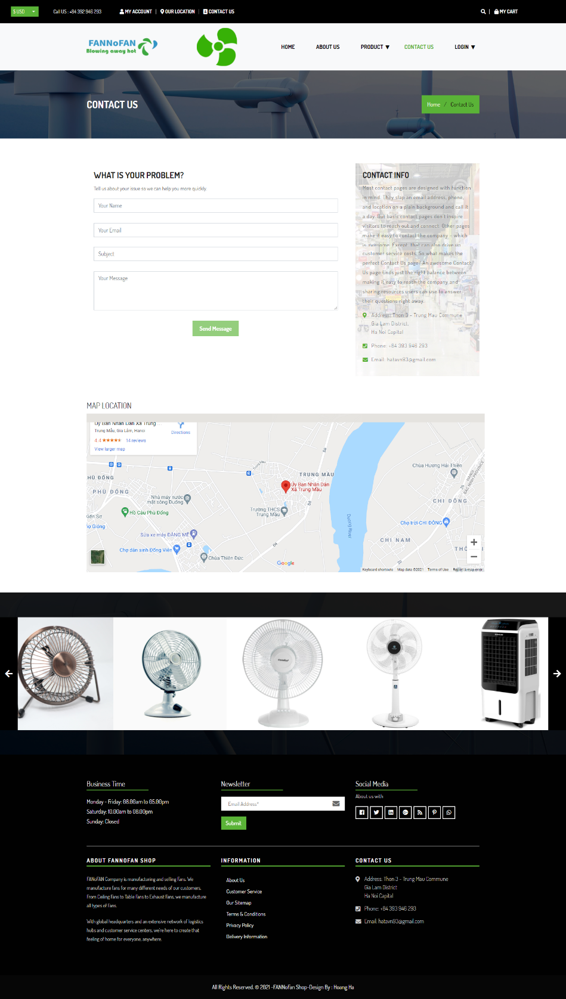 $ USD
Call US : +84 392 946 293
MY ACCOUNT
OUR LOCATION
CONTACT US
MY CART
FANNoFAN
Blowing away hot
HOME
ABOUT US
PRODUCT
CONTACT US
LOGIN
CONTACT US
Home / Contact Us
WHAT IS YOUR PROBLEM?
Tell us about your issue so we can help you more quickly.
Your Name
Your Email
Subject
Your Message
Send Message
CONTACT INFO
Most contact pages are designed with function
in mind. They slap an email address, phone,
and location on a plain background and call it
a day. But basic contact pages don't inspire
visitors to reach out and connect. Other pages
make it easy to contact the company – which
is awesome. Except, that can also drive up
customer service costs. So what makes the
perfect Contact Us page? An awesome Contact
Us page finds just the right balance between
making it easy to reach the company and
sharing resources users can use to answer
their questions right away.
Address: Thon 3 - Trung Mau Commune
Gia Lam District,
Ha Noi Capital
Phone: +84 393 946 293
Email: hatavn93@gmail.com
MAP LOCATION
Ủy Ban Nhân Dân Xã Trung ...
Trung Mầu, Gia Lâm, Hanoi
Directions
4.4 14 reviews
View larger map
Chùa Hương Hải Thiên
HANOI
BAC NINH PROVINCE
Trung Mầu
Đê
TRUNG MẦU
HÙ ĐỔNG
PHÙ ĐỔNG
Ủy Ban Nhân Dân
Xã Trung Mầu
Nhà máy nước
mặt sông Đuống
CHI ĐÔNG
Hồ Câu Phù Đổng
Trường THCS
Trung Mầu
Đê
20
Kiến Sơ
Chợ trời-CHI ĐÔNG
Duong River
Sửa xe máy ĐĂNG MẾ
CHI NAM
Chợ dân sinh Đổng Viên
Đê
Chùa Thiên Đức
20
Google
Keyboard shortcuts
Map data ©2021
Terms of Use
Report a map error
Business Time
Monday - Friday: 08.00am to 05.00pm
Saturday: 10.00am to 08.00pm
Sunday: Closed
Newsletter
Email Address*
Submit
Social Media
About us with
ABOUT FANNOFAN SHOP
FANoFAN Company is manufacturing and selling Fans. We
manufacture fans for many different needs of our customers.
From Ceiling Fans to Table Fans to Exhaust Fans, we manufacture
all types of Fans.
With global headquarters and an extensive network of logistics
hubs and customer service centers, we're here to create that
feeling of home for everyone, anywhere.
INFORMATION
About Us
Customer Service
Our Sitemap
Terms & Conditions
Privacy Policy
Delivery Information
CONTACT US
Address: Thon 3 - Trung Mau Commune
Gia Lam District
Ha Noi Capital
Phone: +84 393 946 293
Email: hatavn93@gmail.com
All Rights Reserved. © 2021 -FANNoFan Shop-Design By : Hoang Ha